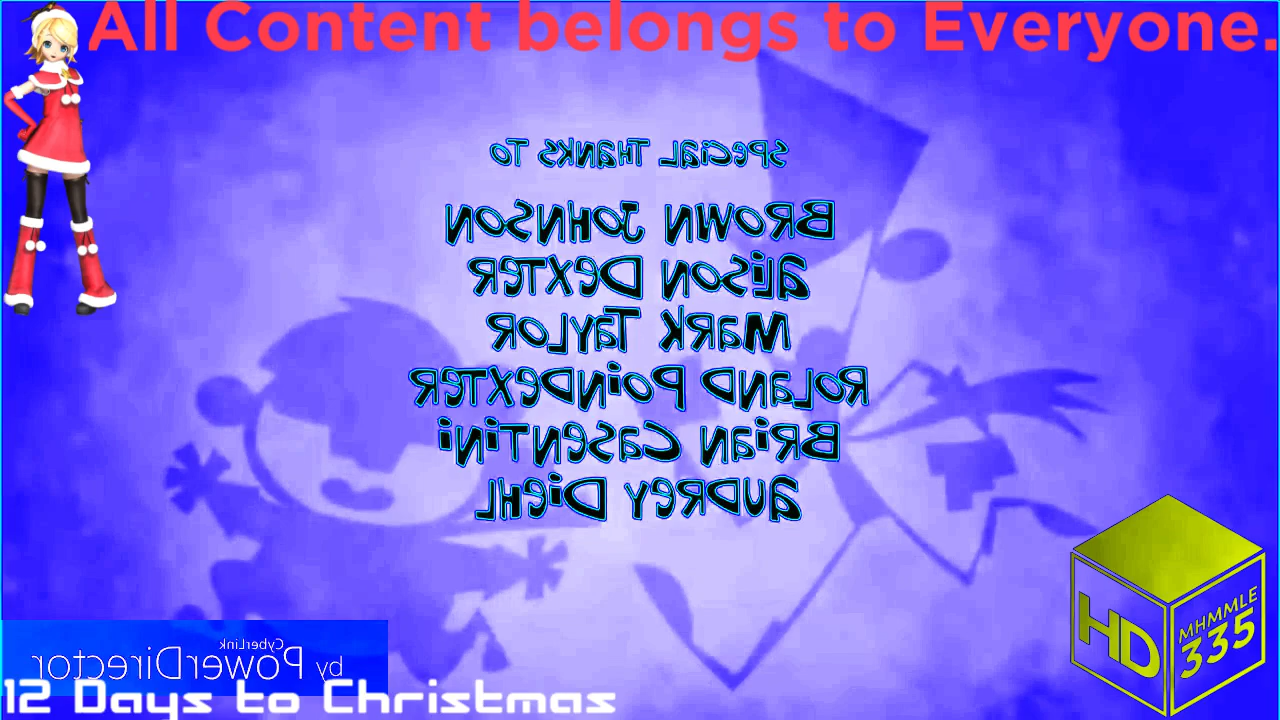 All Content belongs to Everyone.
SPECIAL THANKS TO
BROWN JOHNSON
ALISON DEXTER
MARK TAYLOR
ROLAND POINDEXTER
BRIAN CASENTINI
AUDREY DIEHL
CyberLink
by PowerDirector
12 Days to Christmas
HD
MHMMLE
335